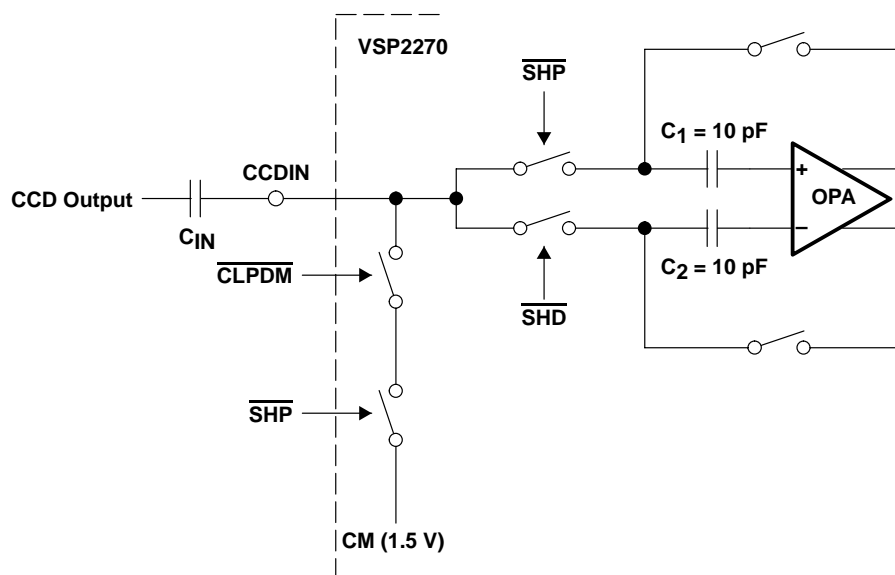 VSP2270
SHP
C1 = 10 pF
CCDIN
CCD Output
CIN
+
OPA
–
C2 = 10 pF
CLPDM
SHD
SHP
CM (1.5 V)